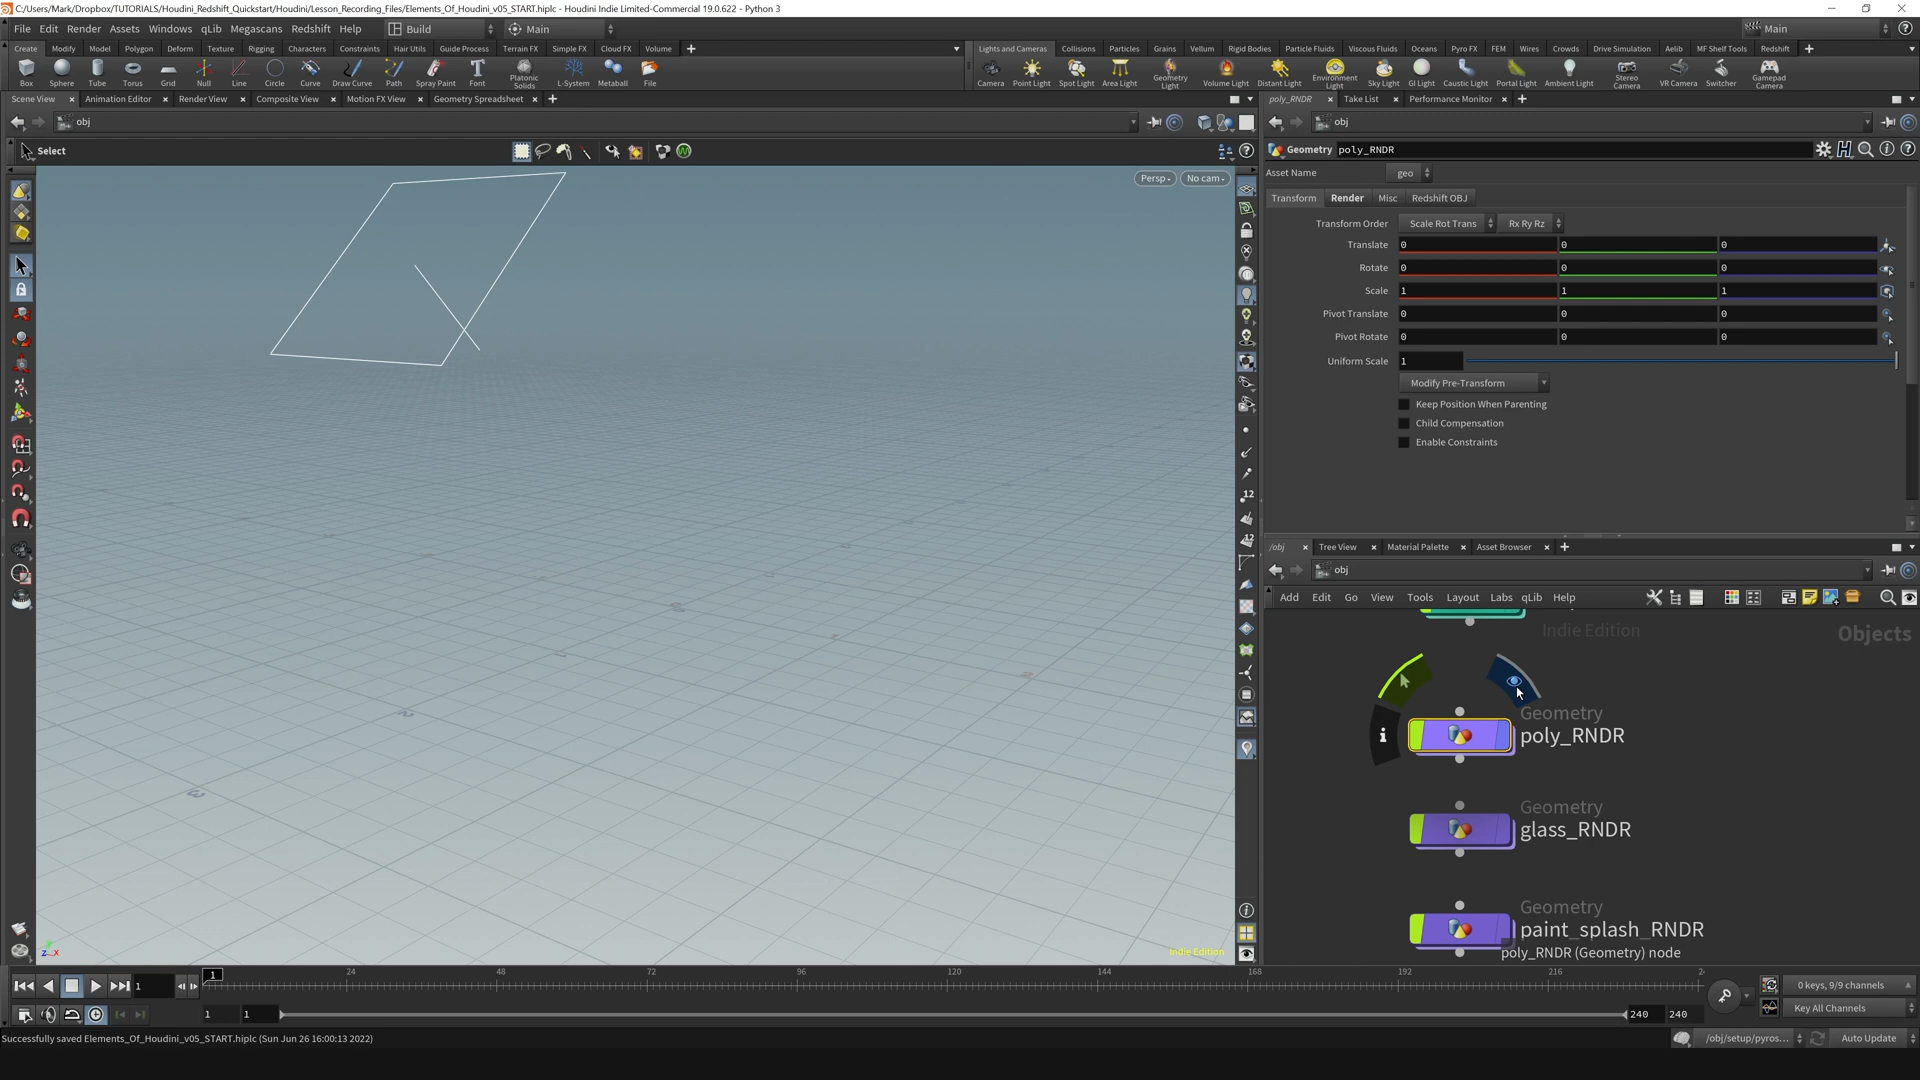 C:/Users/Mark/Dropbox/TUTORIALS/Houdini_Redshift_Quickstart/Houdini/Lesson_Recording_Files/Elements_Of_Houdini_v05_START.hiplc - Houdini Indie Limited-Commercial 19.0.622 - Python 3
File Edit Render Assets Windows qLib Megascans Redshift Help Build Main Main
Create Modify Model Polygon Deform Texture Rigging Characters Constraints Hair Utils Guide Process Terrain FX Simple FX Cloud FX Volume
Box Sphere Tube Torus Grid Null Line Circle Curve Draw Curve Path Spray Paint Font Platonic Solids L-System Metaball File
Lights and Cameras Collisions Particles Grains Vellum Rigid Bodies Particle Fluids Viscous Fluids Oceans Pyro FX FEM Wires Crowds Drive Simulation Aelib MF Shelf Tools Redshift
Camera Point Light Spot Light Area Light Geometry Light Volume Light Distant Light Environment Light Sky Light GI Light Caustic Light Portal Light Ambient Light Stereo Camera VR Camera Switcher Gamepad Camera
Scene View Animation Editor Render View Composite View Motion FX View Geometry Spreadsheet
obj
Select
Persp No cam
12
12
Indie Edition
poly_RNDR Take List Performance Monitor
obj
Geometry poly_RNDR
Asset Name geo
Transform Render Misc Redshift OBJ
Transform Order Scale Rot Trans Rx Ry Rz
Translate 0 0 0
Rotate 0 0 0
Scale 1 1 1
Pivot Translate 0 0 0
Pivot Rotate 0 0 0
Uniform Scale 1
Modify Pre-Transform
Keep Position When Parenting
Child Compensation
Enable Constraints
/obj Tree View Material Palette Asset Browser
obj
Add Edit Go View Tools Layout Labs qLib Help
Indie Edition Objects
Geometry
poly_RNDR
Geometry
glass_RNDR
Geometry
paint_splash_RNDR
poly_RNDR (Geometry) node
1 1 24 48 72 96 120 144 168 192 216
0 keys, 9/9 channels
1 1 240 240 Key All Channels
Successfully saved Elements_Of_Houdini_v05_START.hiplc (Sun Jun 26 16:00:13 2022) /obj/setup/pyros... Auto Update